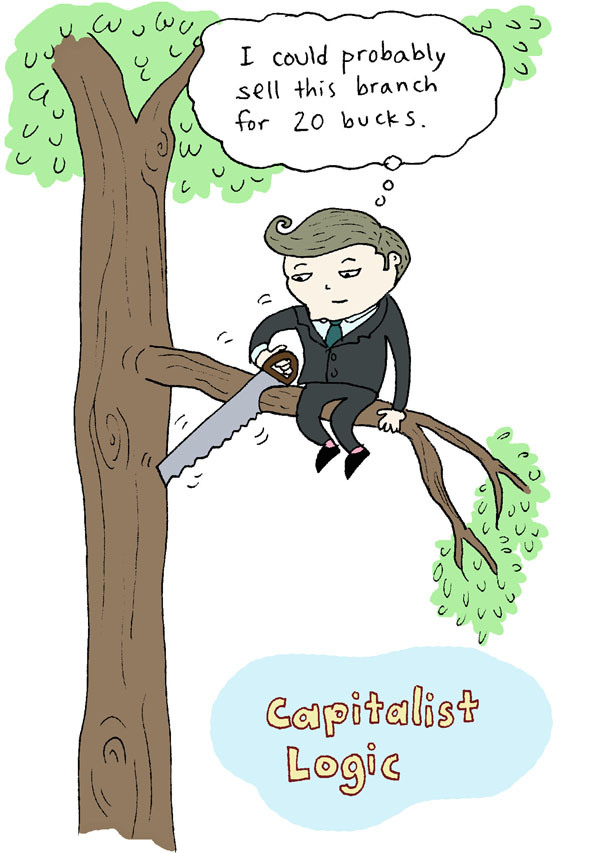 I could probably
sell this branch
for 20 bucks.
Capitalist
Logic